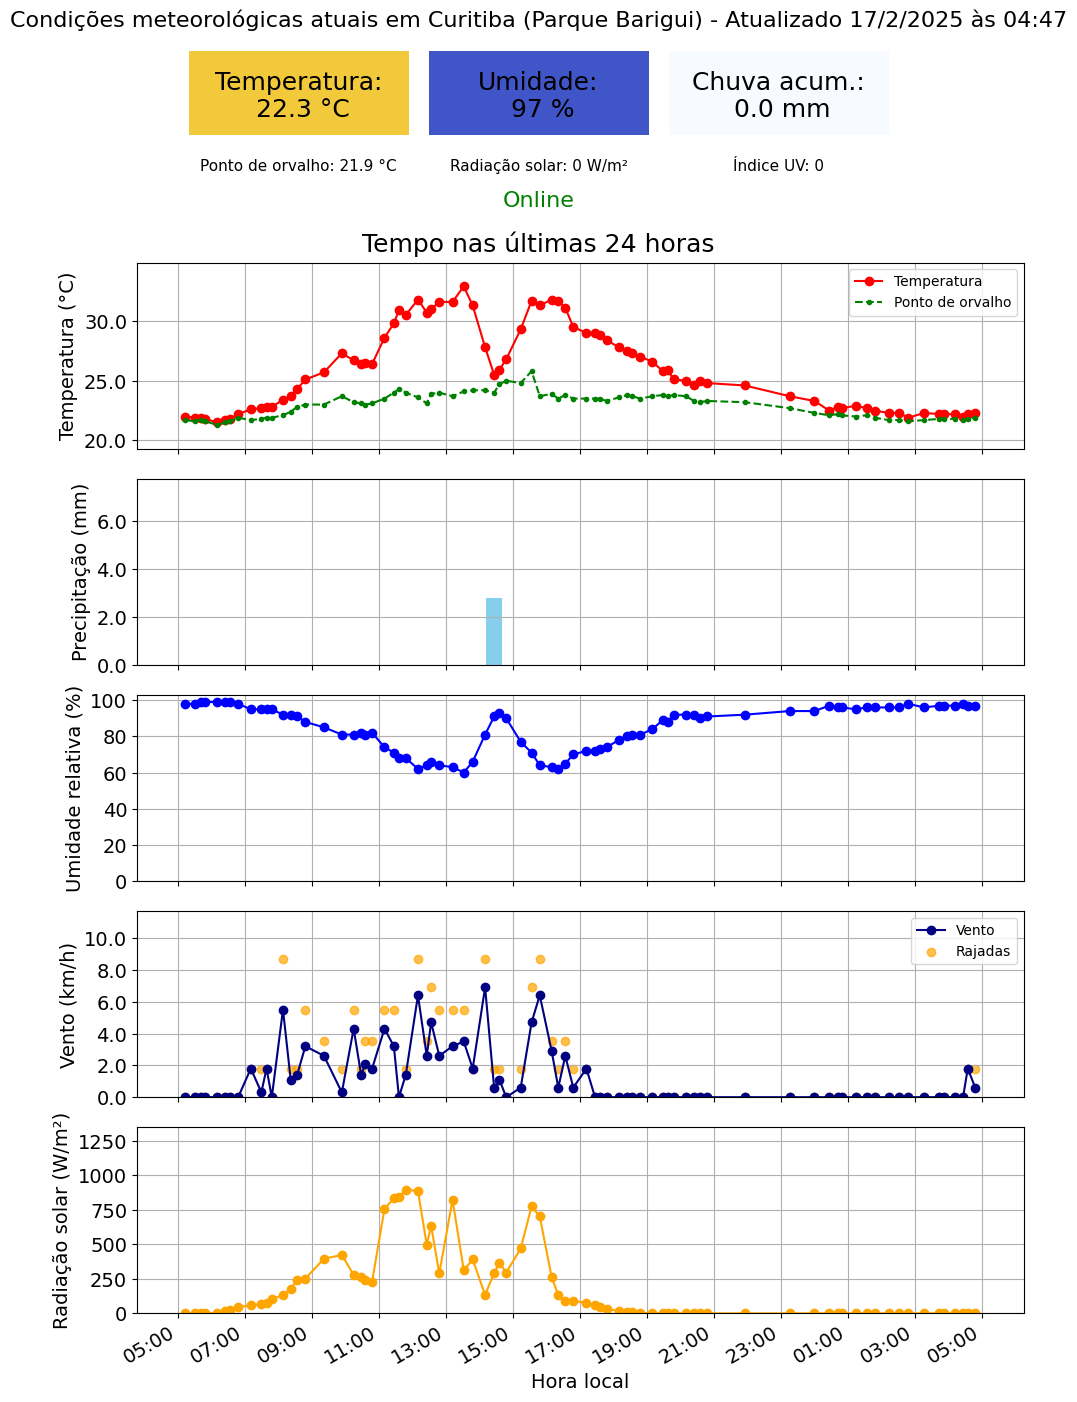 Condições meteorológicas atuais em Curitiba (Parque Barigui) - Atualizado 17/2/2025 às 04:47
Temperatura:
22.3 °C
Umidade:
97 %
Chuva acum.:
0.0 mm
Ponto de orvalho: 21.9 °C
Radiação solar: 0 W/m²
Índice UV: 0
Online
Tempo nas últimas 24 horas
Temperatura (°C)
30.0
25.0
20.0
Temperatura
Ponto de orvalho
Precipitação (mm)
6.0
4.0
2.0
0.0
Umidade relativa (%)
100
80
60
40
20
0
Vento (km/h)
10.0
8.0
6.0
4.0
2.0
0.0
Vento
Rajadas
Radiação solar (W/m²)
1250
1000
750
500
250
0
05:00 07:00 09:00 11:00 13:00 15:00 17:00 19:00 21:00 23:00 01:00 03:00 05:00
Hora local